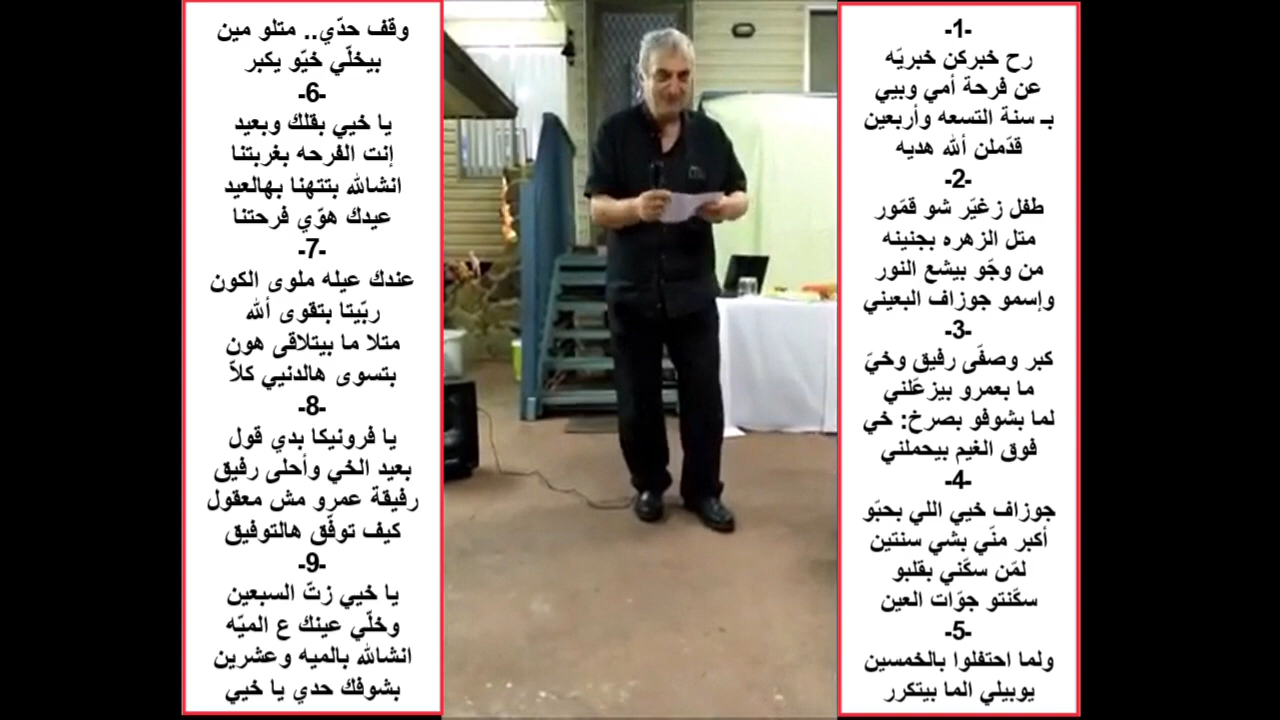 -1-
رح خبركن خبريّه
عن فرحة أمي وبيي
بـ سنة التسعه وأربعين
قدّملن ألله هديه
-2-
طفل زغيّر شو قمّور
متل الزهره بجنينه
من وجّو بيشع النور
وإسمو جوزاف البعيني
-3-
كبر وصفّى رفيق وخيّ
ما بعمرو بيزعّلني
لما بشوفو بصرخ: خي
فوق الغيم بيحملني
-4-
جوزاف خيي اللي بحبّو
أكبر منّي بشي سنتين
لمّن سكّني بقلبو
سكّنتو جوّات العين
-5-
ولما احتفلوا بالخمسين
يوبيلي الما بيتكرر
وقف حدّي.. متلو مين
بيخلّي خيّو يكبر
-6-
يا خيي بقلك وبعيد
إنت الفرحه بغربتنا
انشالله بتتهنا بهالعيد
عيدك هوّي فرحتنا
-7-
عندك عيله ملوى الكون
ربّيتا بتقوى ألله
متلا ما بيتلاقى هون
بتسوى هالدنيي كلاّ
-8-
يا فرونيكا بدي قول
بعيد الخي وأحلى رفيق
رفيقة عمرو مش معقول
كيف توفّق هالتوفيق
-9-
يا خيي زتّ السبعين
وخلّي عينك ع الميّه
انشالله بالميه وعشرين
بشوفك حدي يا خيي